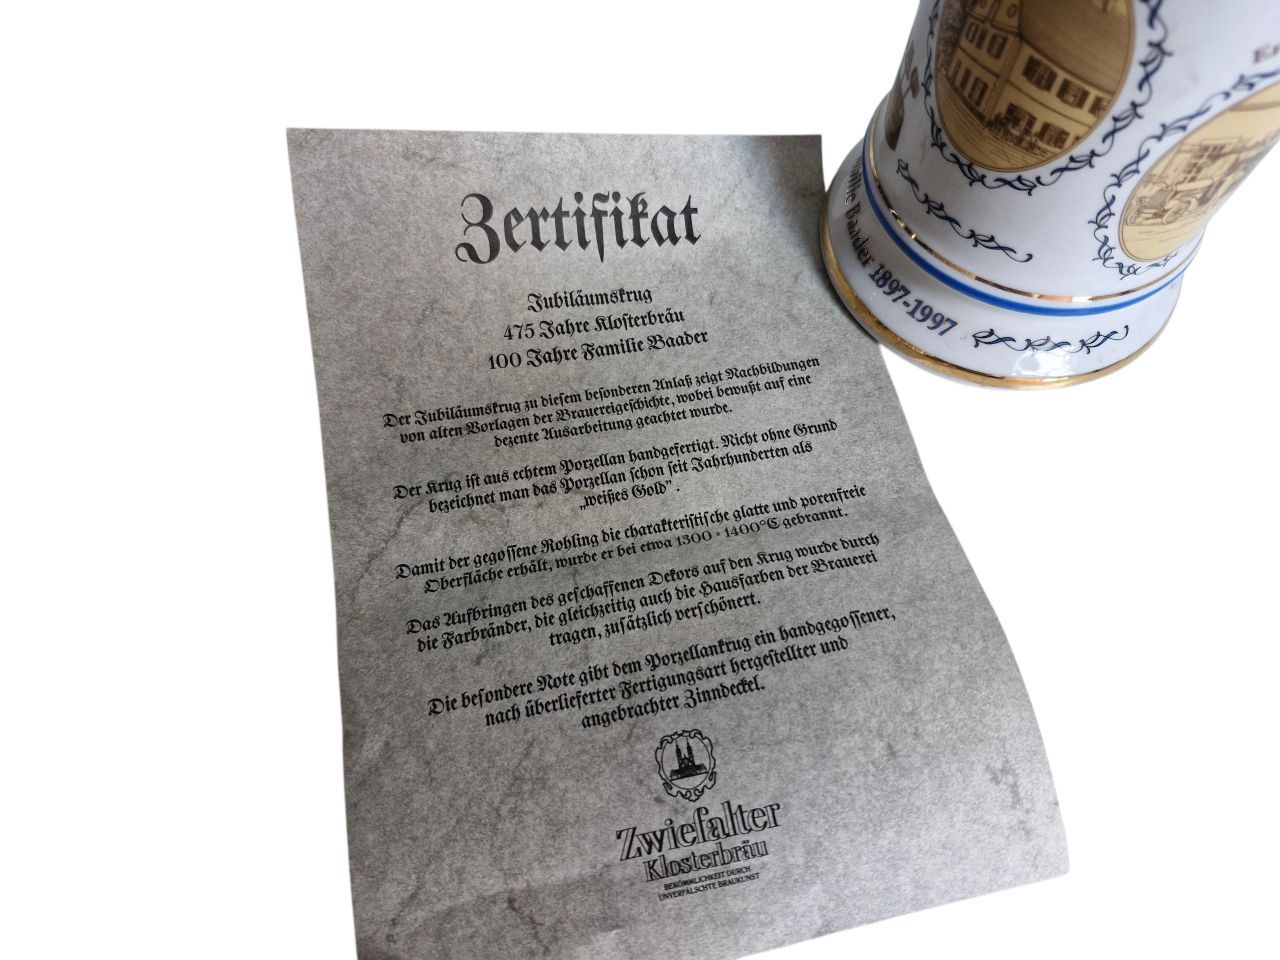 Zertifikat
Jubiläumskrug
475 Jahre Klosterbräu
100 Jahre Familie Baader
Der Jubiläumskrug zu diesem besonderen Anlaß zeigt Nachbildungen
von alten Vorlagen der Brauereigeschichte, wobei bewußt auf eine
dezente Ausarbeitung geachtet wurde.
Der Krug ist aus echtem Porzellan handgefertigt. Nicht ohne Grund
bezeichnet man das Porzellan schon seit Jahrhunderten als
„weißes Gold”.
Damit der gegossene Rohling die charakteristische glatte und porenfreie
Oberfläche erhält, wurde er bei etwa 1300 - 1400°C gebrannt.
Das Aufbringen des geschaffenen Dekors auf den Krug wurde durch
die Farbränder, die gleichzeitig auch die Hausfarben der Brauerei
tragen, zusätzlich verschönert.
Die besondere Note gibt dem Porzellankrug ein handgegossener,
nach überlieferter Fertigungsart hergestellter und
angebrachter Zinndeckel.
Zwiefalter
Klosterbräu
BEKÖMMLICHKEIT DURCH
UNVERFÄLSCHTE BRAUKUNST
Baader 1897-1997